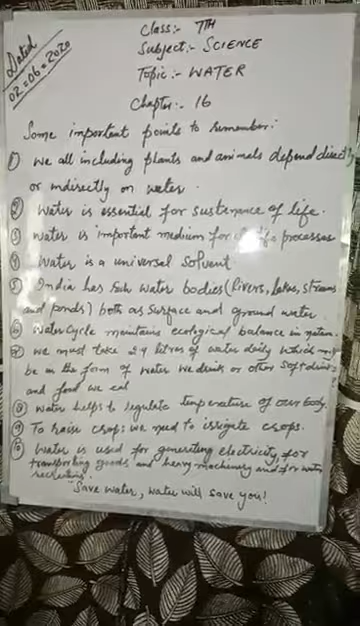 Dated
02-06-2020
Class:- 7TH
Subject:- SCIENCE
Topic:- WATER
Chapter:- 16
Some important points to remember:
① We all including plants and animals depend directly
or indirectly on water.
② Water is essential for sustenance of life.
③ Water is important medium for life processes
④ Water is a universal solvent.
⑤ India has rich water bodies (rivers, lakes, streams
and ponds) both as surface and ground water.
⑥ Water cycle maintains ecological balance in nature.
⑦ We must take litres of water daily which may
be in the form of water we drink or other soft drinks
and food we eat
⑧ Water helps to regulate temperature of our body.
⑨ To raise crops we need to irrigate crops.
⑩ Water is used for generating electricity, for
transporting goods and heavy machinery and for water
recreation.
"Save water, water will save you!